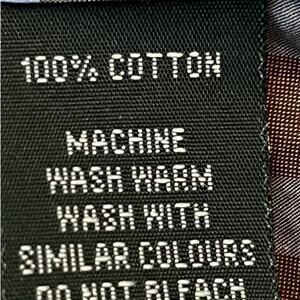 100% COTTON
MACHINE
WASH WARM
WASH WITH
SIMILAR COLOURS
DO NOT BLEACH